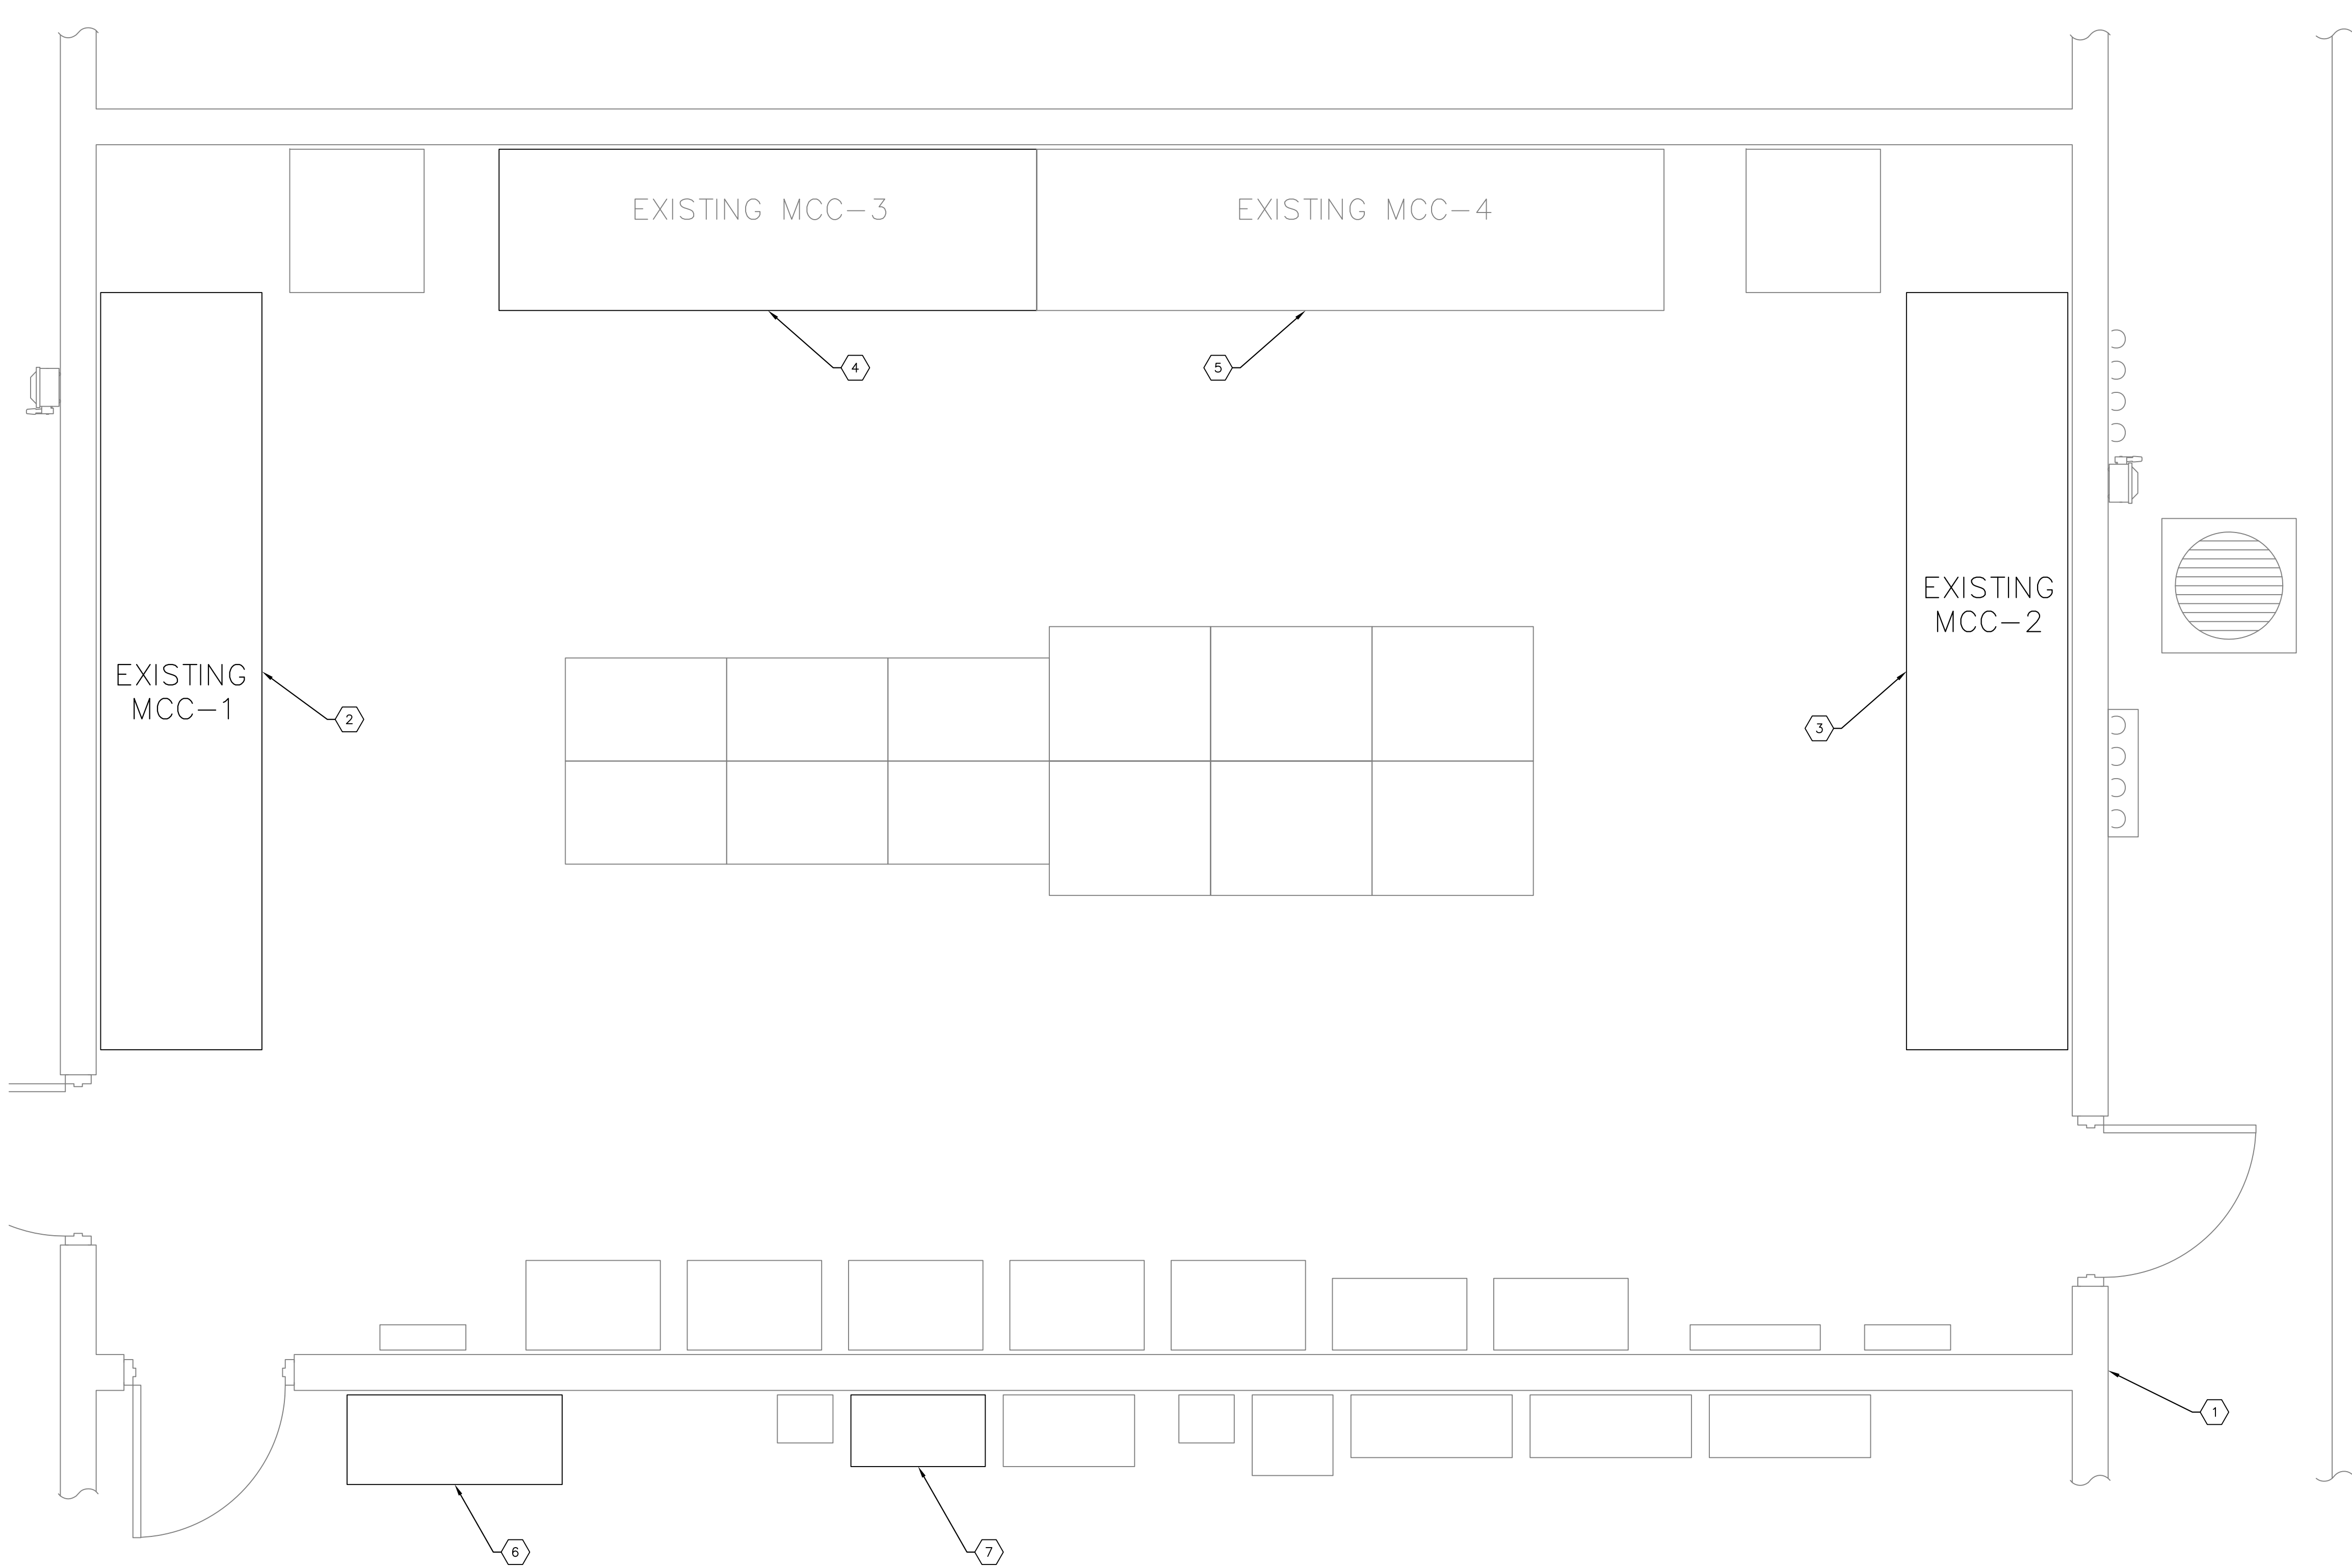 EXISTING MCC-3
EXISTING MCC-4
4
5
EXISTING
MCC-2
EXISTING
MCC-1
2
3
1
6
7